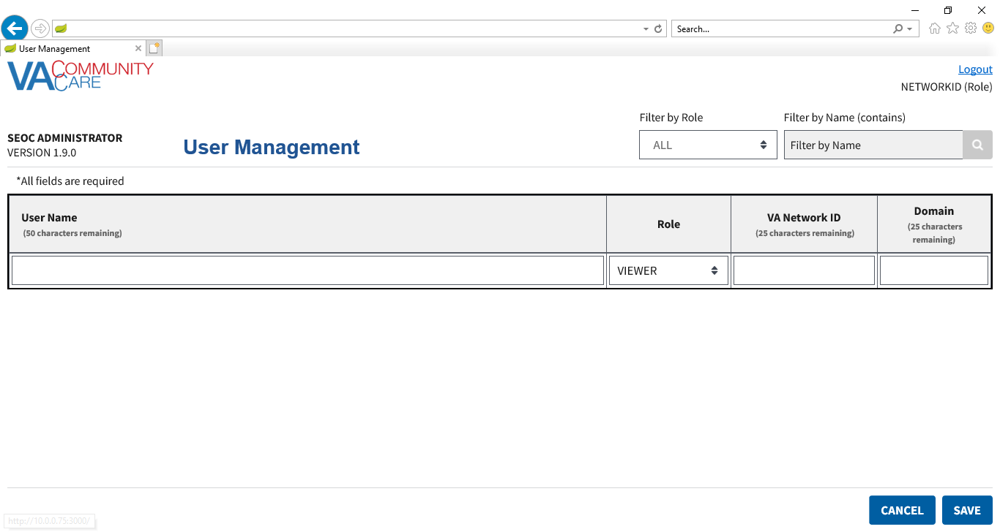 Search...
User Management
VA COMMUNITY CARE
Logout
NETWORKID (Role)
Filter by Role
Filter by Name (contains)
SEOC ADMINISTRATOR
VERSION 1.9.0
User Management
ALL
Filter by Name
*All fields are required
User Name
(50 characters remaining)
Role
VA Network ID
(25 characters remaining)
Domain
(25 characters
remaining)
VIEWER
CANCEL
SAVE
http://10.0.0.75:3000/